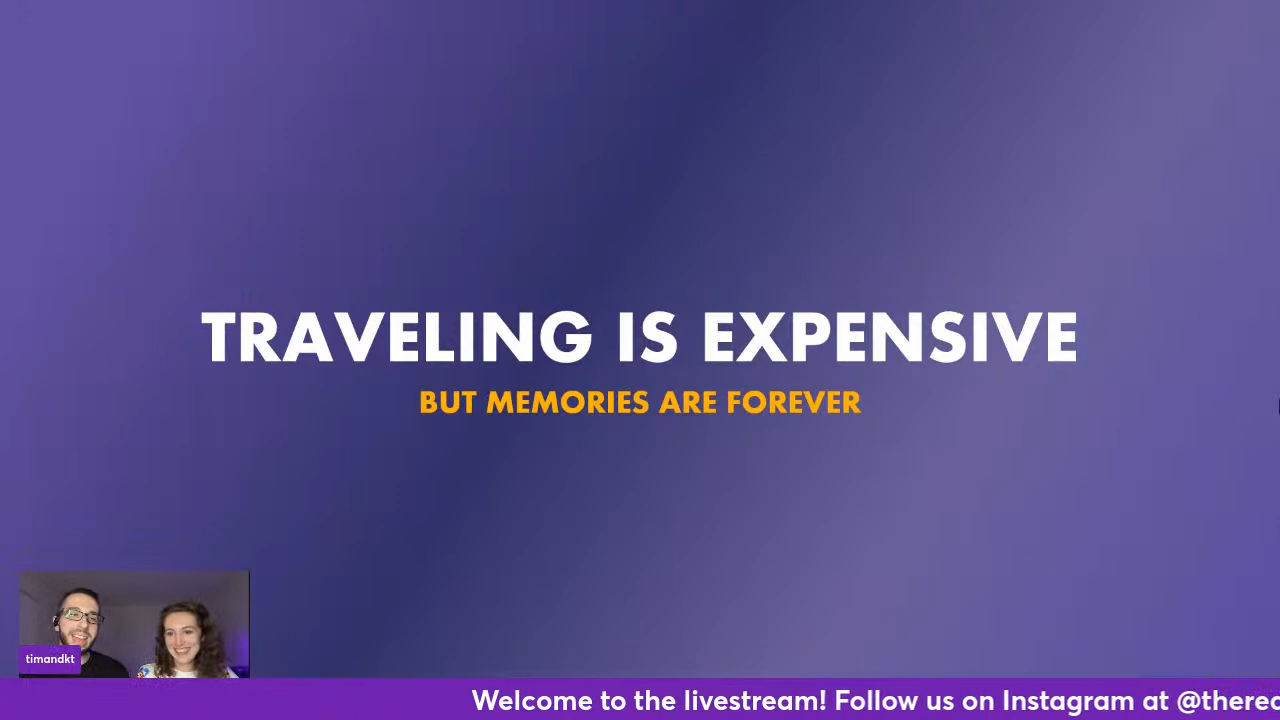 TRAVELING IS EXPENSIVE
BUT MEMORIES ARE FOREVER
timandkt
Welcome to the livestream! Follow us on Instagram at